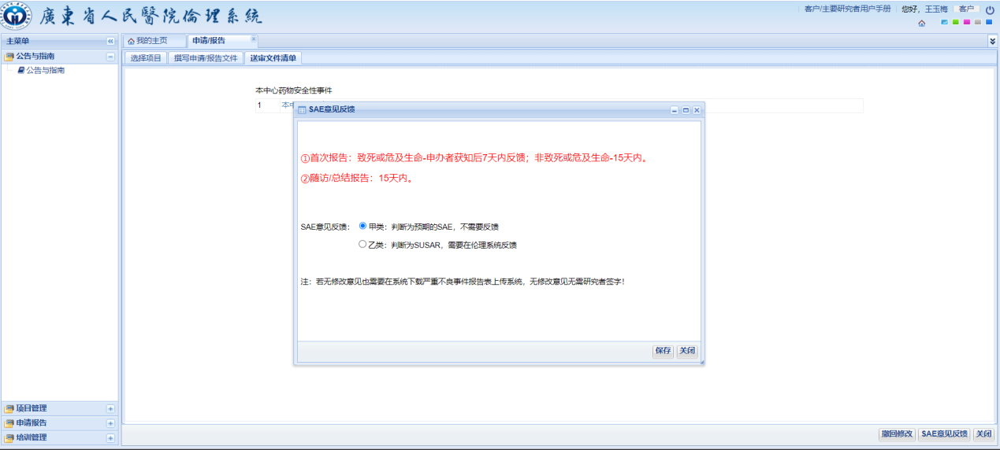 廣東省人民醫院倫理系統
客户/主要研究者用户手册 您好，王玉梅 客户
主菜单
公告与指南
公告与指南
项目管理
申请报告
培训管理
我的主页 申请/报告
选择项目 撰写申请/报告文件 送审文件清单
本中心药物安全性事件
1 本中
SAE意见反馈
①首次报告：致死或危及生命-申办者获知后7天内反馈；非致死或危及生命-15天内。
②随访/总结报告：15天内。
SAE意见反馈： 甲类：判断为预期的SAE，不需要反馈
乙类：判断为SUSAR，需要在伦理系统反馈
注：若无修改意见也需要在系统下载严重不良事件报告表上传系统，无修改意见无需研究者签字！
保存 关闭
撤回修改 SAE意见反馈 关闭